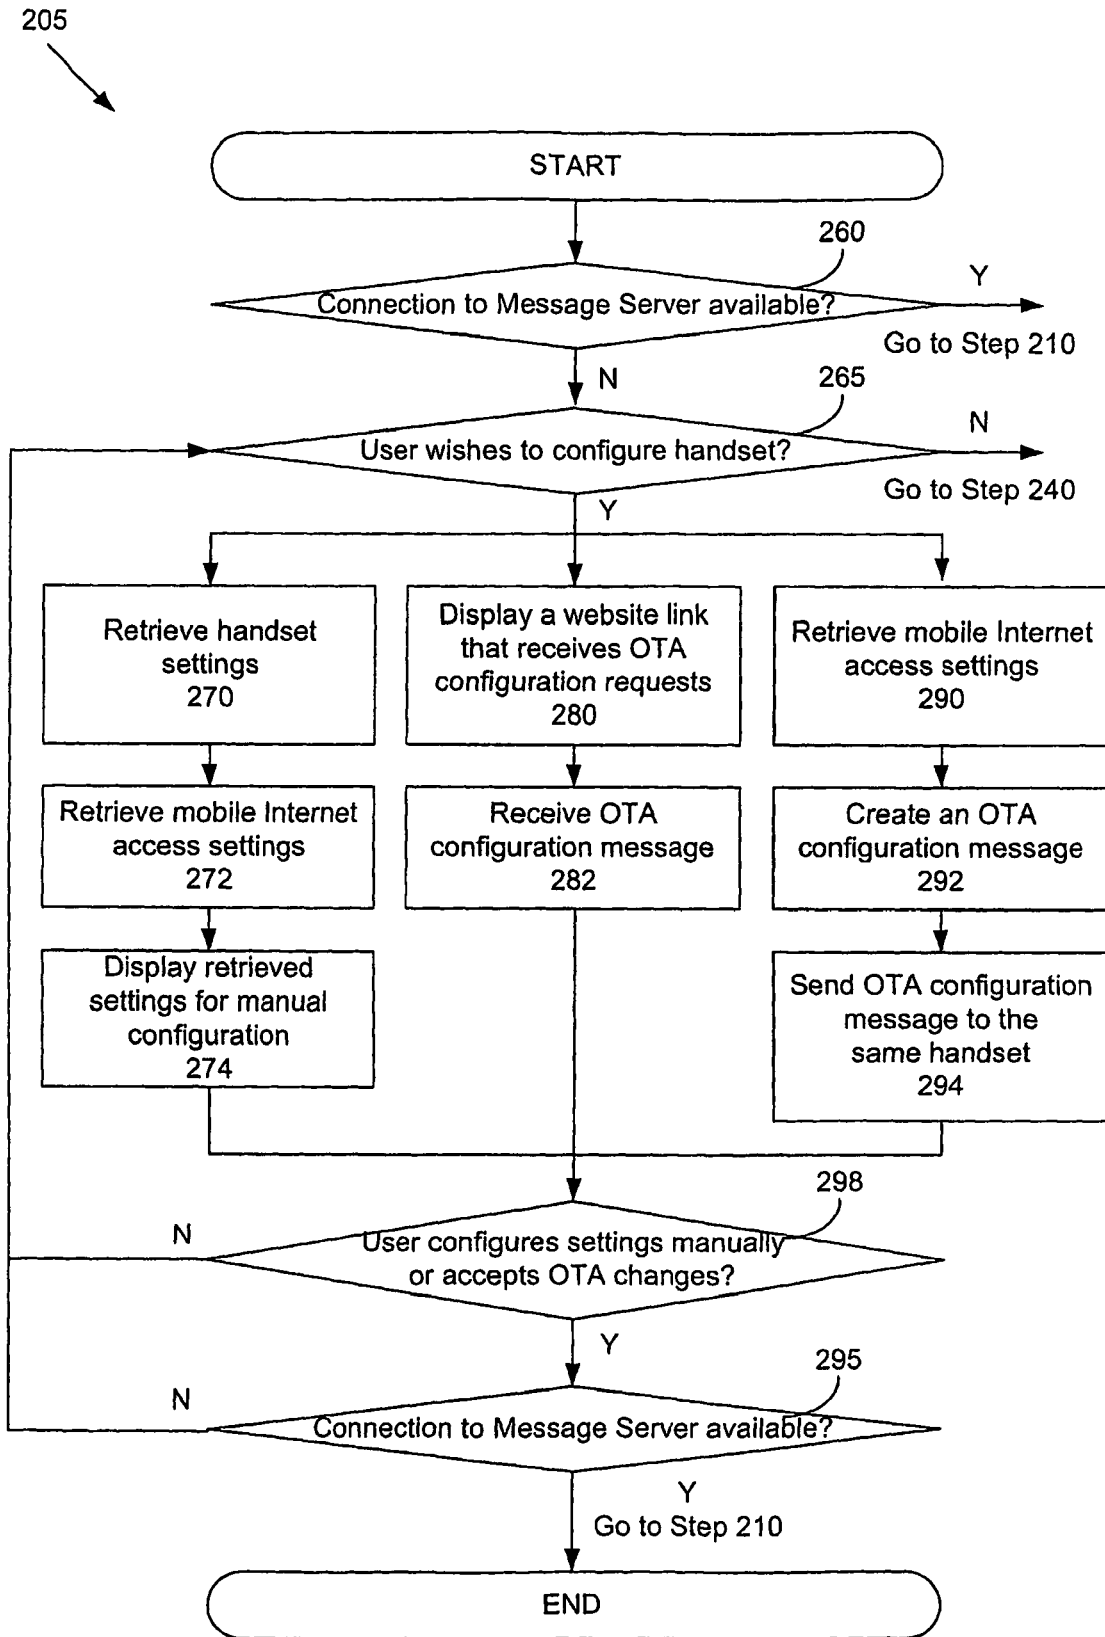 205
START
260
Connection to Message Server available?
Y
Go to Step 210
N
265
User wishes to configure handset?
N
Go to Step 240
Y
Retrieve handset
settings
270
Display a website link
that receives OTA
configuration requests
280
Retrieve mobile Internet
access settings
290
Retrieve mobile Internet
access settings
272
Receive OTA
configuration message
282
Create an OTA
configuration message
292
Display retrieved
settings for manual
configuration
274
Send OTA configuration
message to the
same handset
294
298
N
User configures settings manually
or accepts OTA changes?
Y
295
N
Connection to Message Server available?
Y
Go to Step 210
END